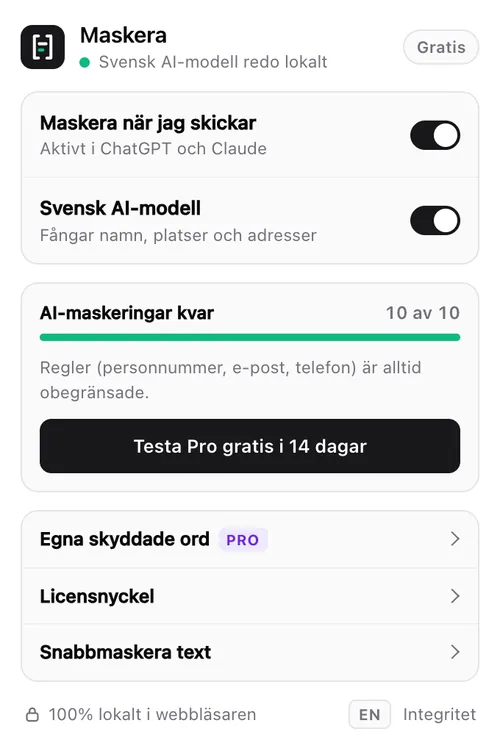 Maskera
Svensk AI-modell redo lokalt
Gratis
Maskera när jag skickar
Aktivt i ChatGPT och Claude
Svensk AI-modell
Fångar namn, platser och adresser
AI-maskeringar kvar
10 av 10
Regler (personnummer, e-post, telefon) är alltid
obegränsade.
Testa Pro gratis i 14 dagar
Egna skyddade ord PRO
Licensnyckel
Snabbmaskera text
100% lokalt i webbläsaren
EN
Integritet